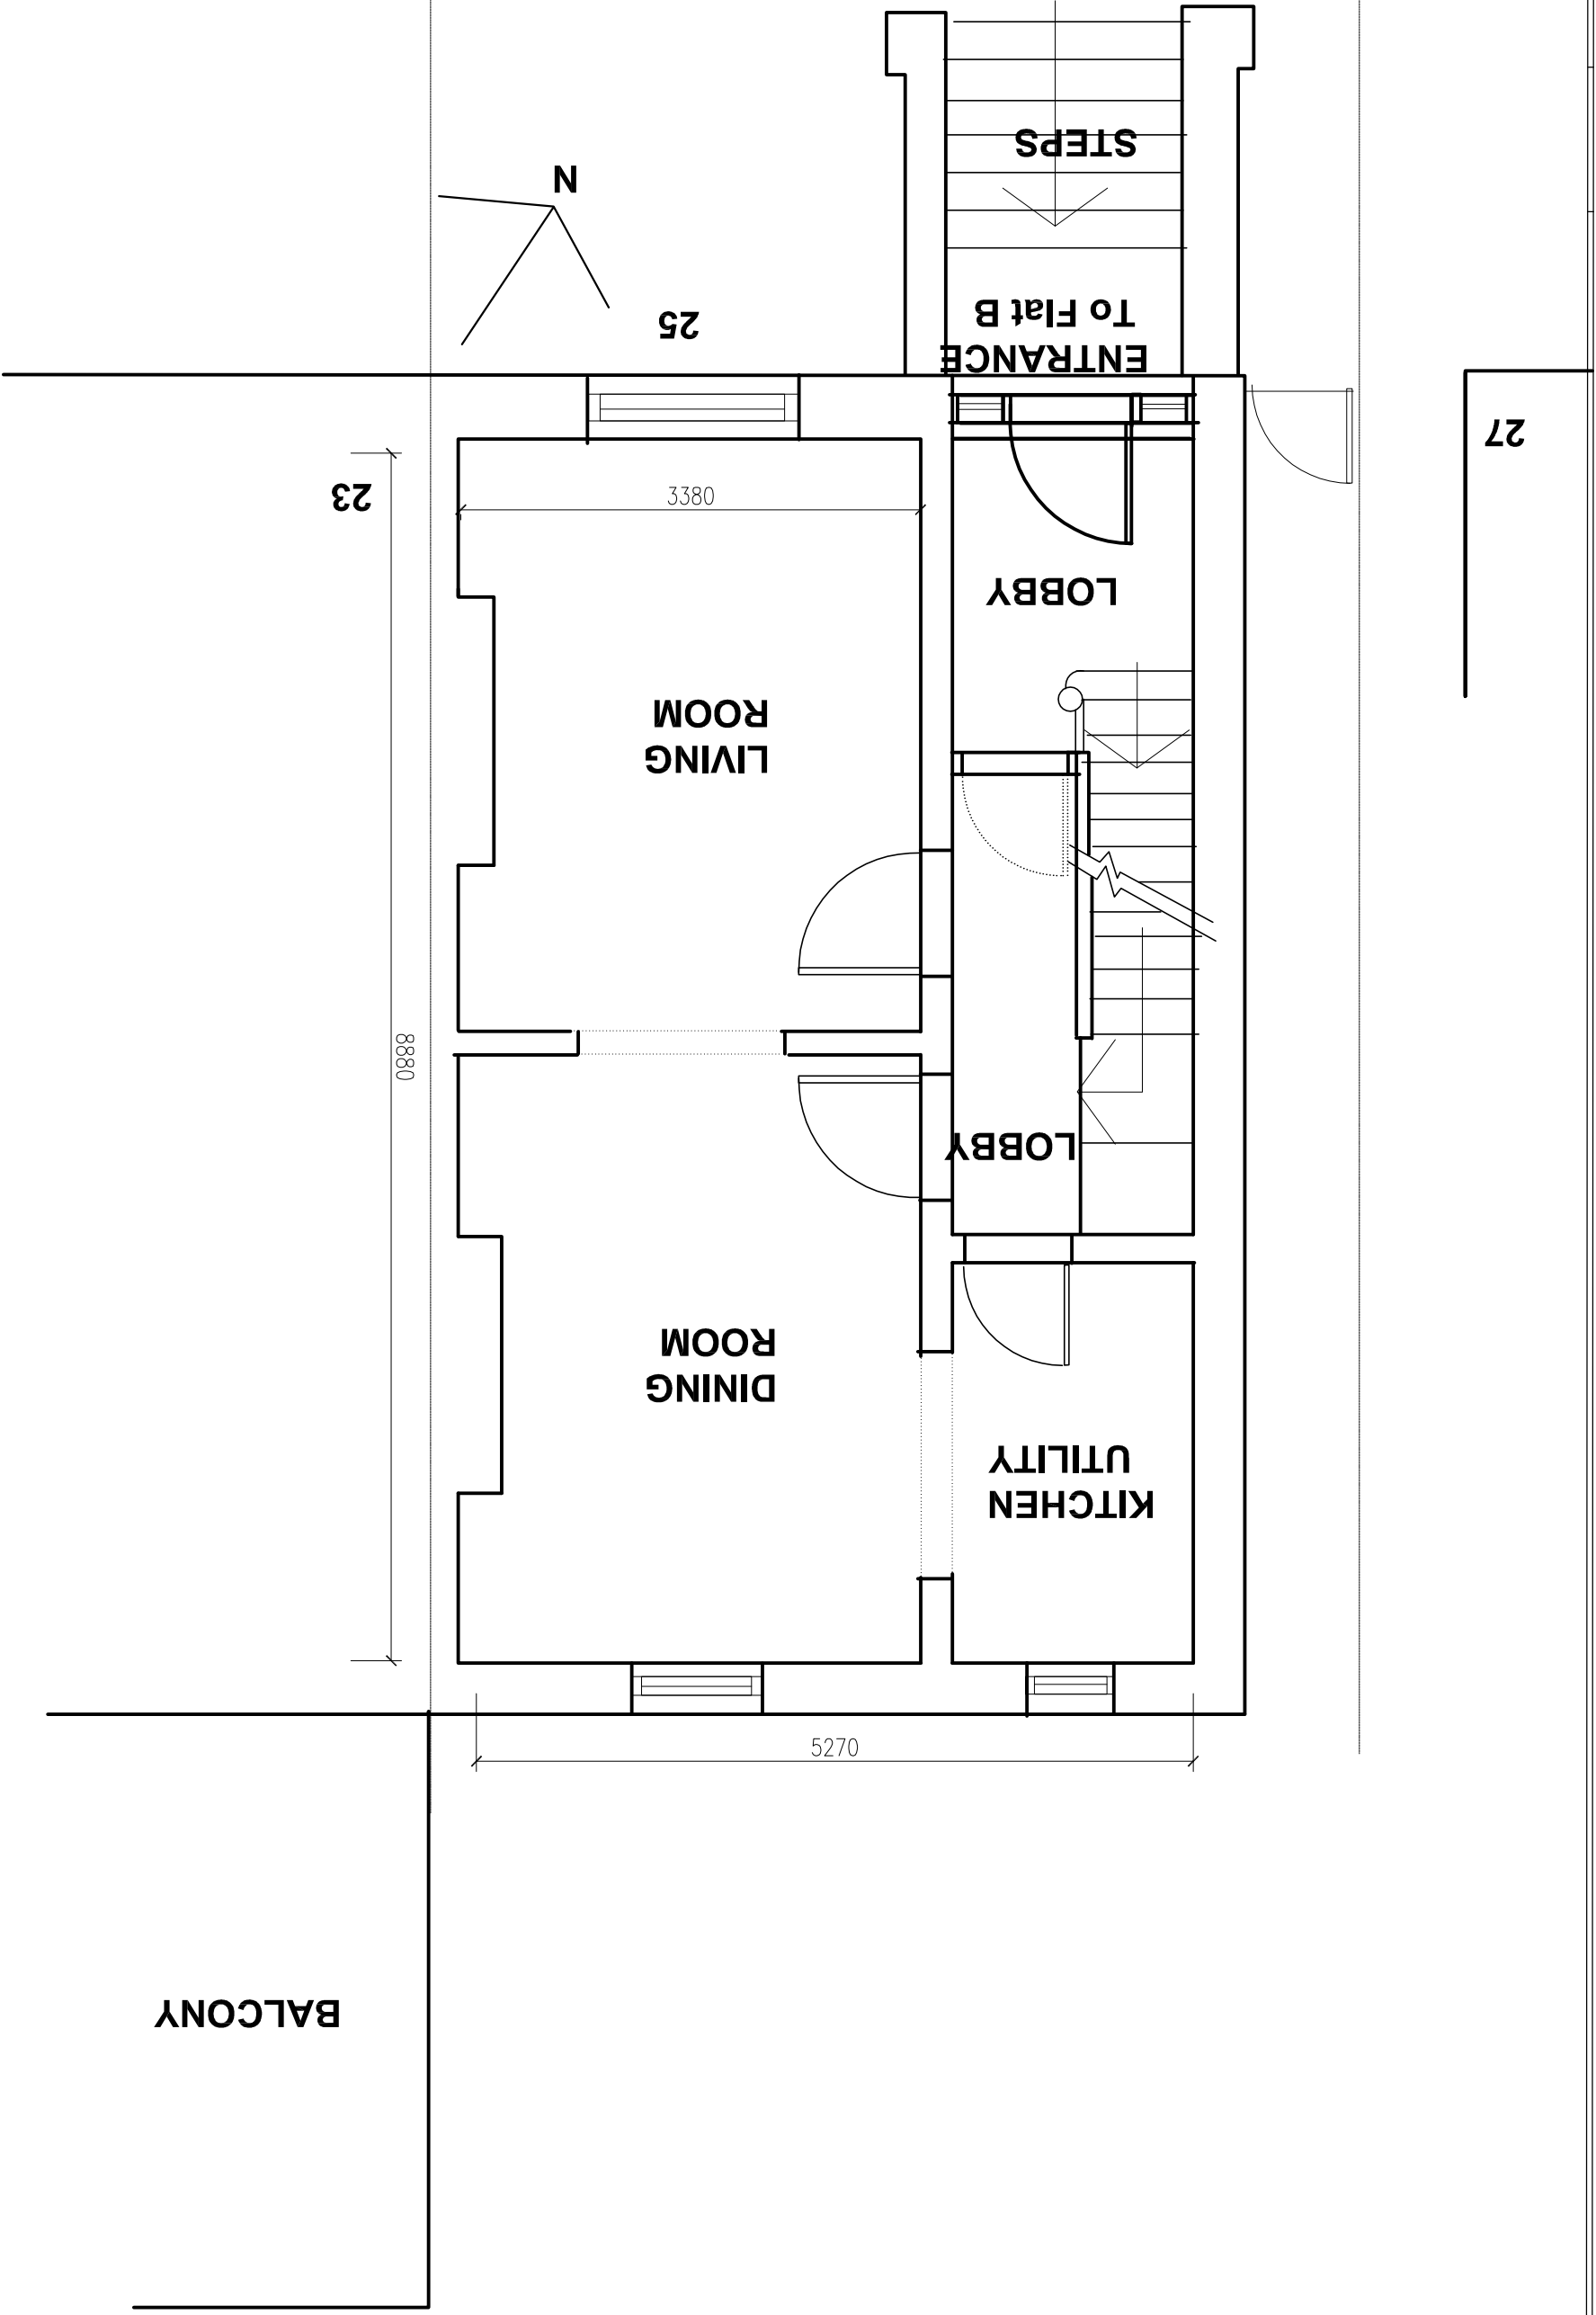 STEPS
N
25
ENTRANCE
To Flat B
27
23
3380
LOBBY
LIVING
ROOM
8880
LOBBY
DINING
ROOM
KITCHEN
UTILITY
5270
BALCONY